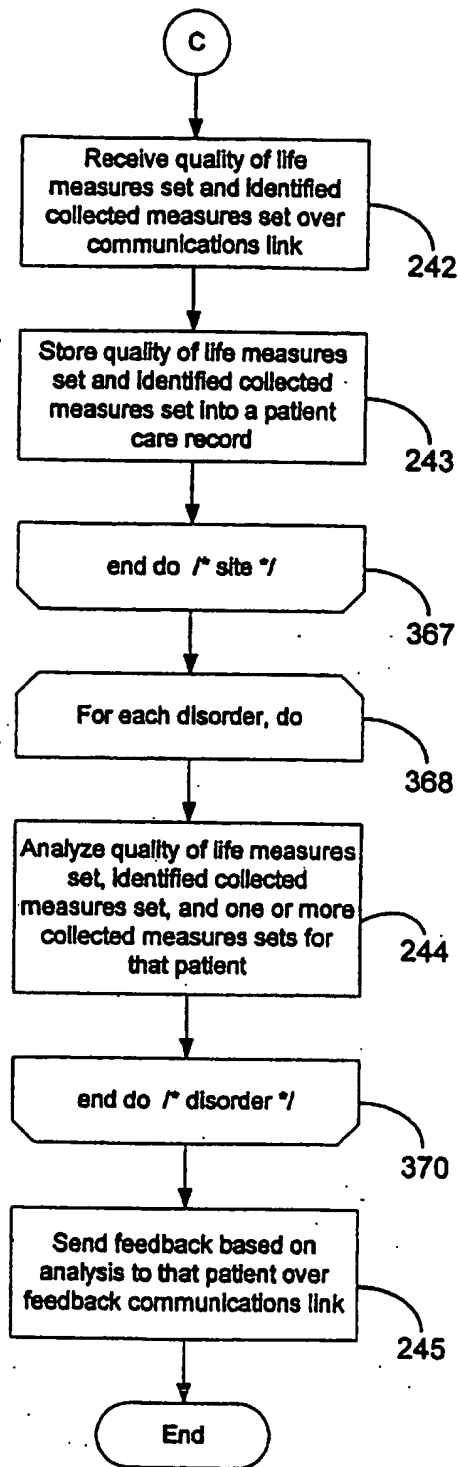 C
Receive quality of life
measures set and identified
collected measures set over
communications link
242
Store quality of life measures
set and identified collected
measures set into a patient
care record
243
end do /* site */
367
For each disorder, do
368
Analyze quality of life measures
set, identified collected
measures set, and one or more
collected measures sets for
that patient
244
end do /* disorder */
370
Send feedback based on
analysis to that patient over
feedback communications link
245
End